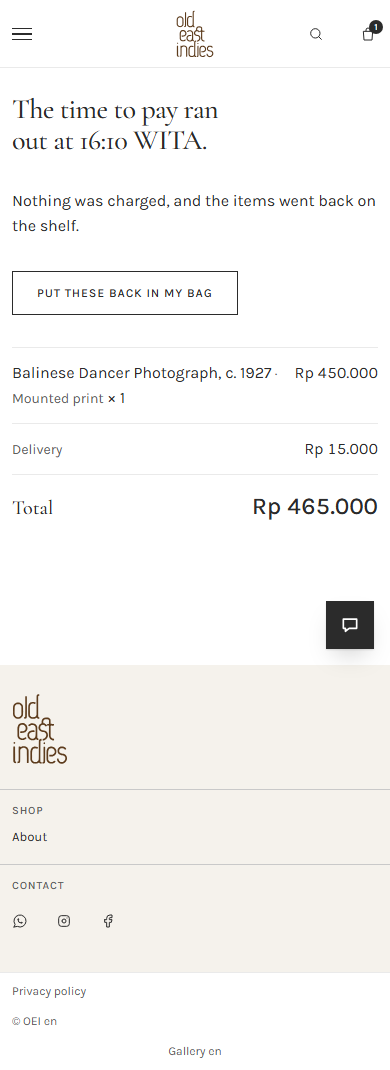 old
east
indies
1
The time to pay ran
out at 16:10 WITA.
Nothing was charged, and the items went back on
the shelf.
PUT THESE BACK IN MY BAG
Balinese Dancer Photograph, c. 1927 · Rp 450.000
Mounted print × 1
Delivery Rp 15.000
Total Rp 465.000
old
east
indies
SHOP
About
CONTACT
Privacy policy
© OEI en
Gallery en